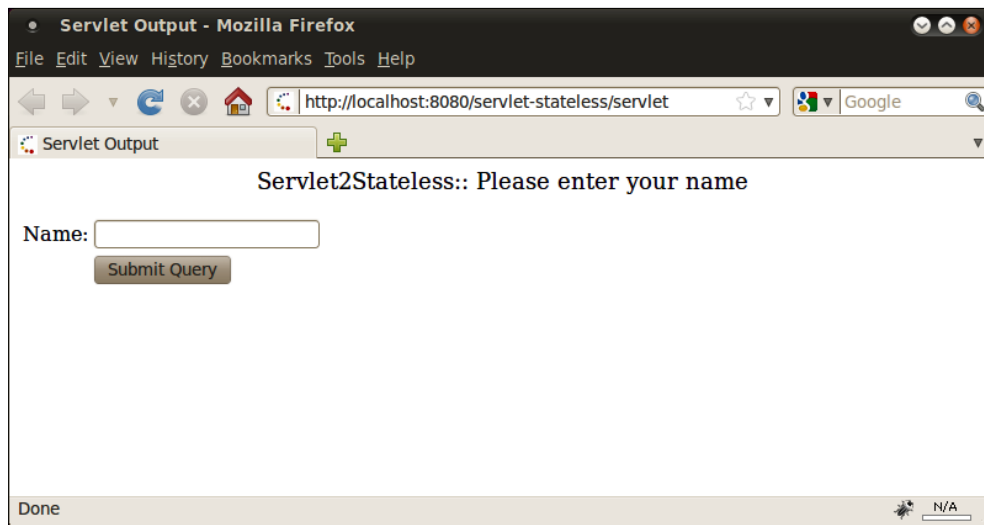 Servlet Output - Mozilla Firefox
File Edit View History Bookmarks Tools Help
http://localhost:8080/servlet-stateless/servlet Google
Servlet Output
Servlet2Stateless:: Please enter your name
Name:
Submit Query
Done N/A